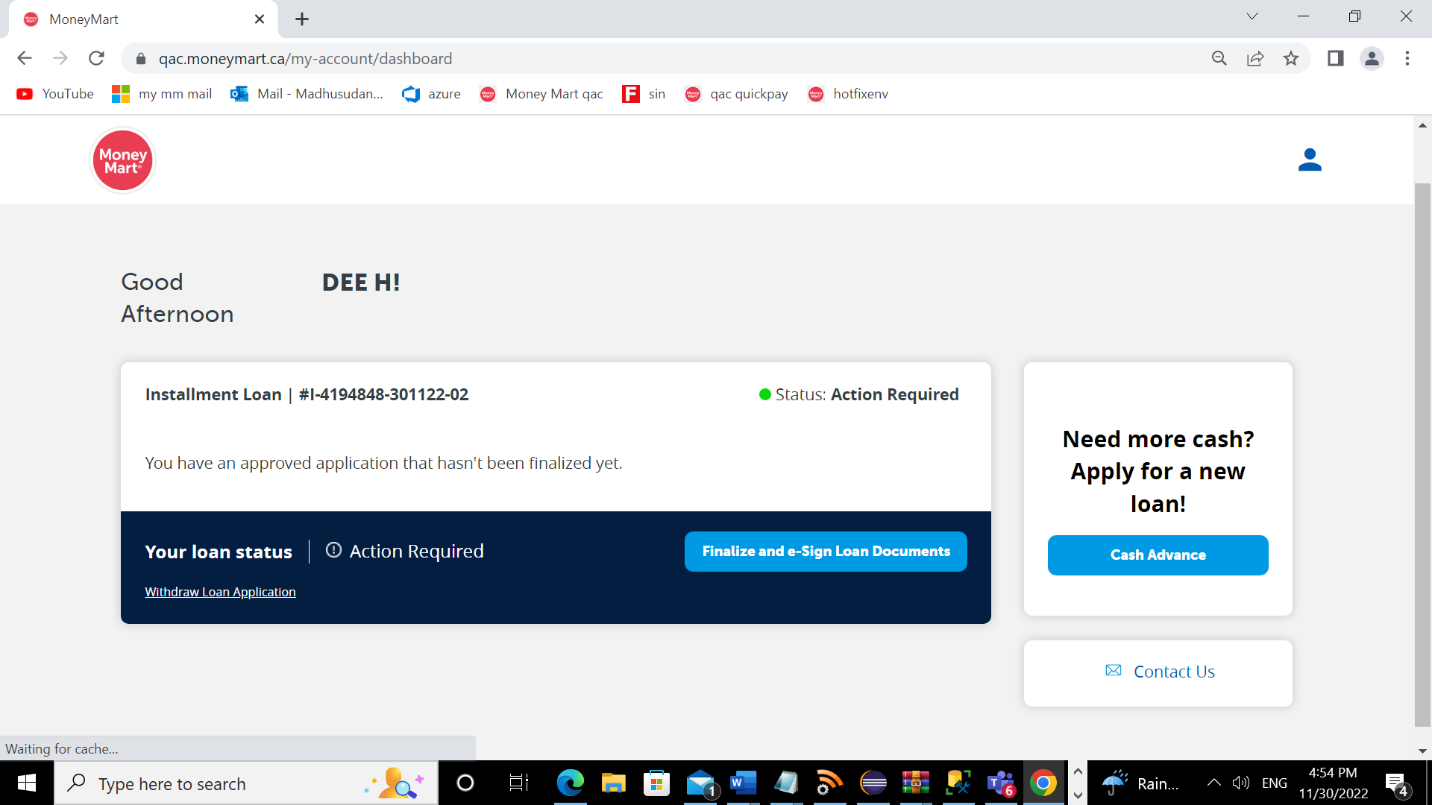 MoneyMart
qac.moneymart.ca/my-account/dashboard
YouTube my mm mail Mail - Madhusudan... azure Money Mart qac sin qac quickpay hotfixenv
Money
Mart
Good
Afternoon
DEE H!
Installment Loan | #I-4194848-301122-02
Status: Action Required
You have an approved application that hasn't been finalized yet.
Your loan status
Action Required
Finalize and e-Sign Loan Documents
Withdraw Loan Application
Need more cash?
Apply for a new
loan!
Cash Advance
Contact Us
Waiting for cache...
Type here to search
1
6
Rain...
ENG
4:54 PM
11/30/2022
4